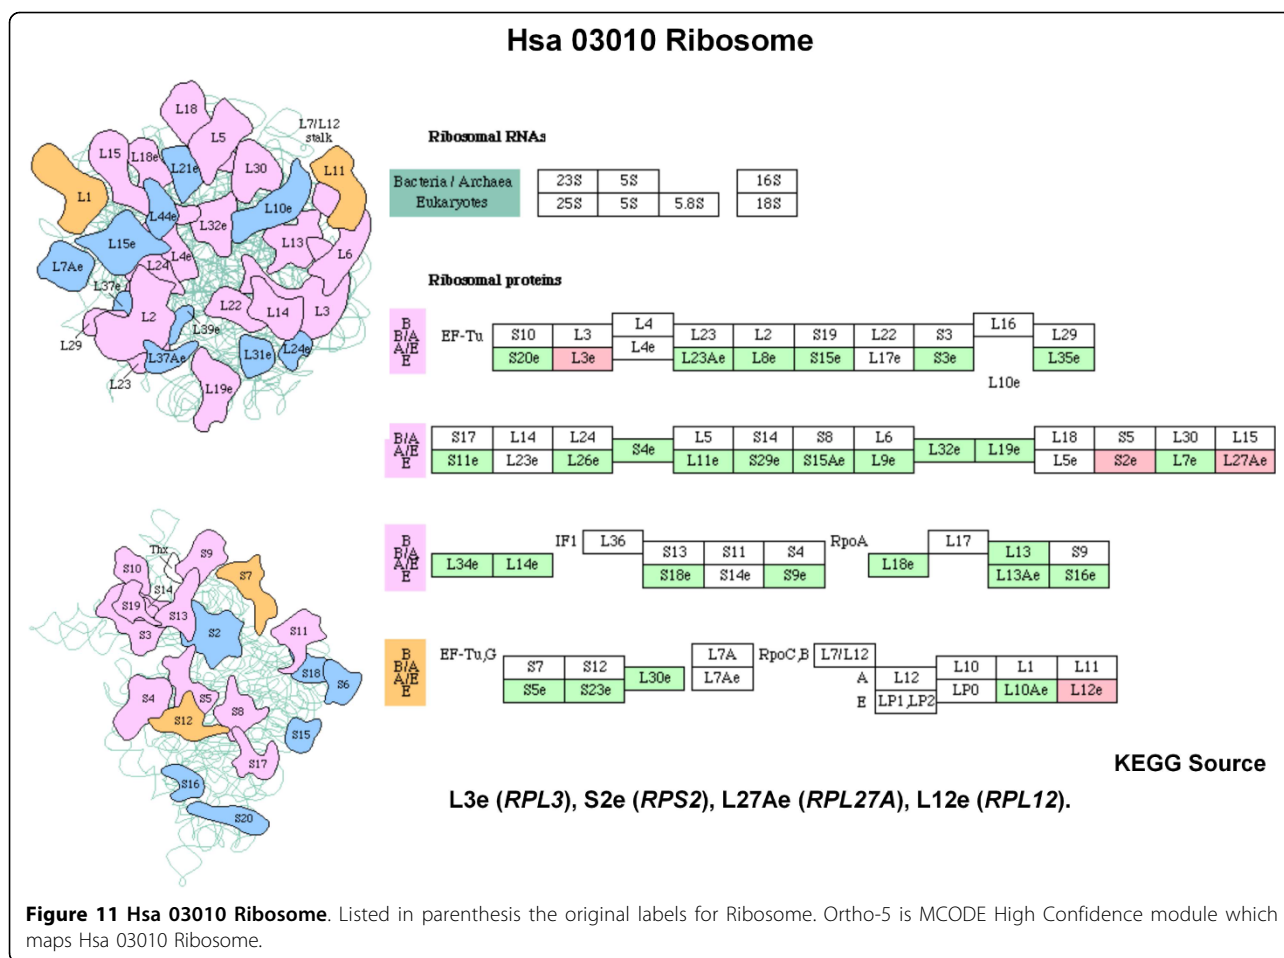 Hsa 03010 Ribosome
L18
L5
L7/L12
stalk
L15
L18e
L21e
L30
L11
L1
L44e
L10e
L32e
L15e
L13
L4e
L6
L7Ae
L24
L37e
L22
L14
L3
L2
L39e
L29
L37Ae
L31e
L24e
L23
L19e
Ribosomal RNAs
Bacteria / Archaea 23S 5S 16S
Eukaryotes 25S 5S 5.8S 18S
Ribosomal proteins
B
B/A
A/E
E
EF-Tu S10 L3 L4 L23 L2 S19 L22 S3 L16 L29
S20e L3e L4e L23Ae L8e S15e L17e S3e L35e
L10e
B/A
A/E
E
S17 L14 L24 S4e L5 S14 S8 L6 L32e L19e L18 S5 L30 L15
S11e L23e L26e L11e S29e S15Ae L9e L5e S2e L7e L27Ae
Thx
S9
S10
S7
S14
S19
S13
S3
S2
S11
S18
S6
S4
S5
S12
S8
S15
S17
S16
S20
B
B/A
A/E
E
L34e L14e IF1 L36 S13 S11 S4 RpoA L18e L17 L13 S9
S18e S14e S9e L13Ae S16e
B
B/A
A/E
E
EF-Tu,G S7 S12 L30e L7A RpoC,B L7/L12 L10 L1 L11
S5e S23e L7Ae A L12 LP0 L10Ae L12e
E LP1,LP2
KEGG Source
L3e (RPL3), S2e (RPS2), L27Ae (RPL27A), L12e (RPL12).
Figure 11 Hsa 03010 Ribosome. Listed in parenthesis the original labels for Ribosome. Ortho-5 is MCODE High Confidence module which
maps Hsa 03010 Ribosome.